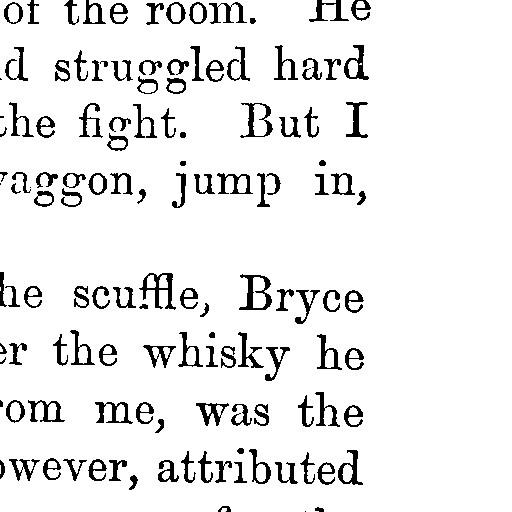 of the room. He
d struggled hard
the fight. But I
vaggon, jump in,
he scuffle, Bryce
er the whisky he
rom me, was the
owever, attributed